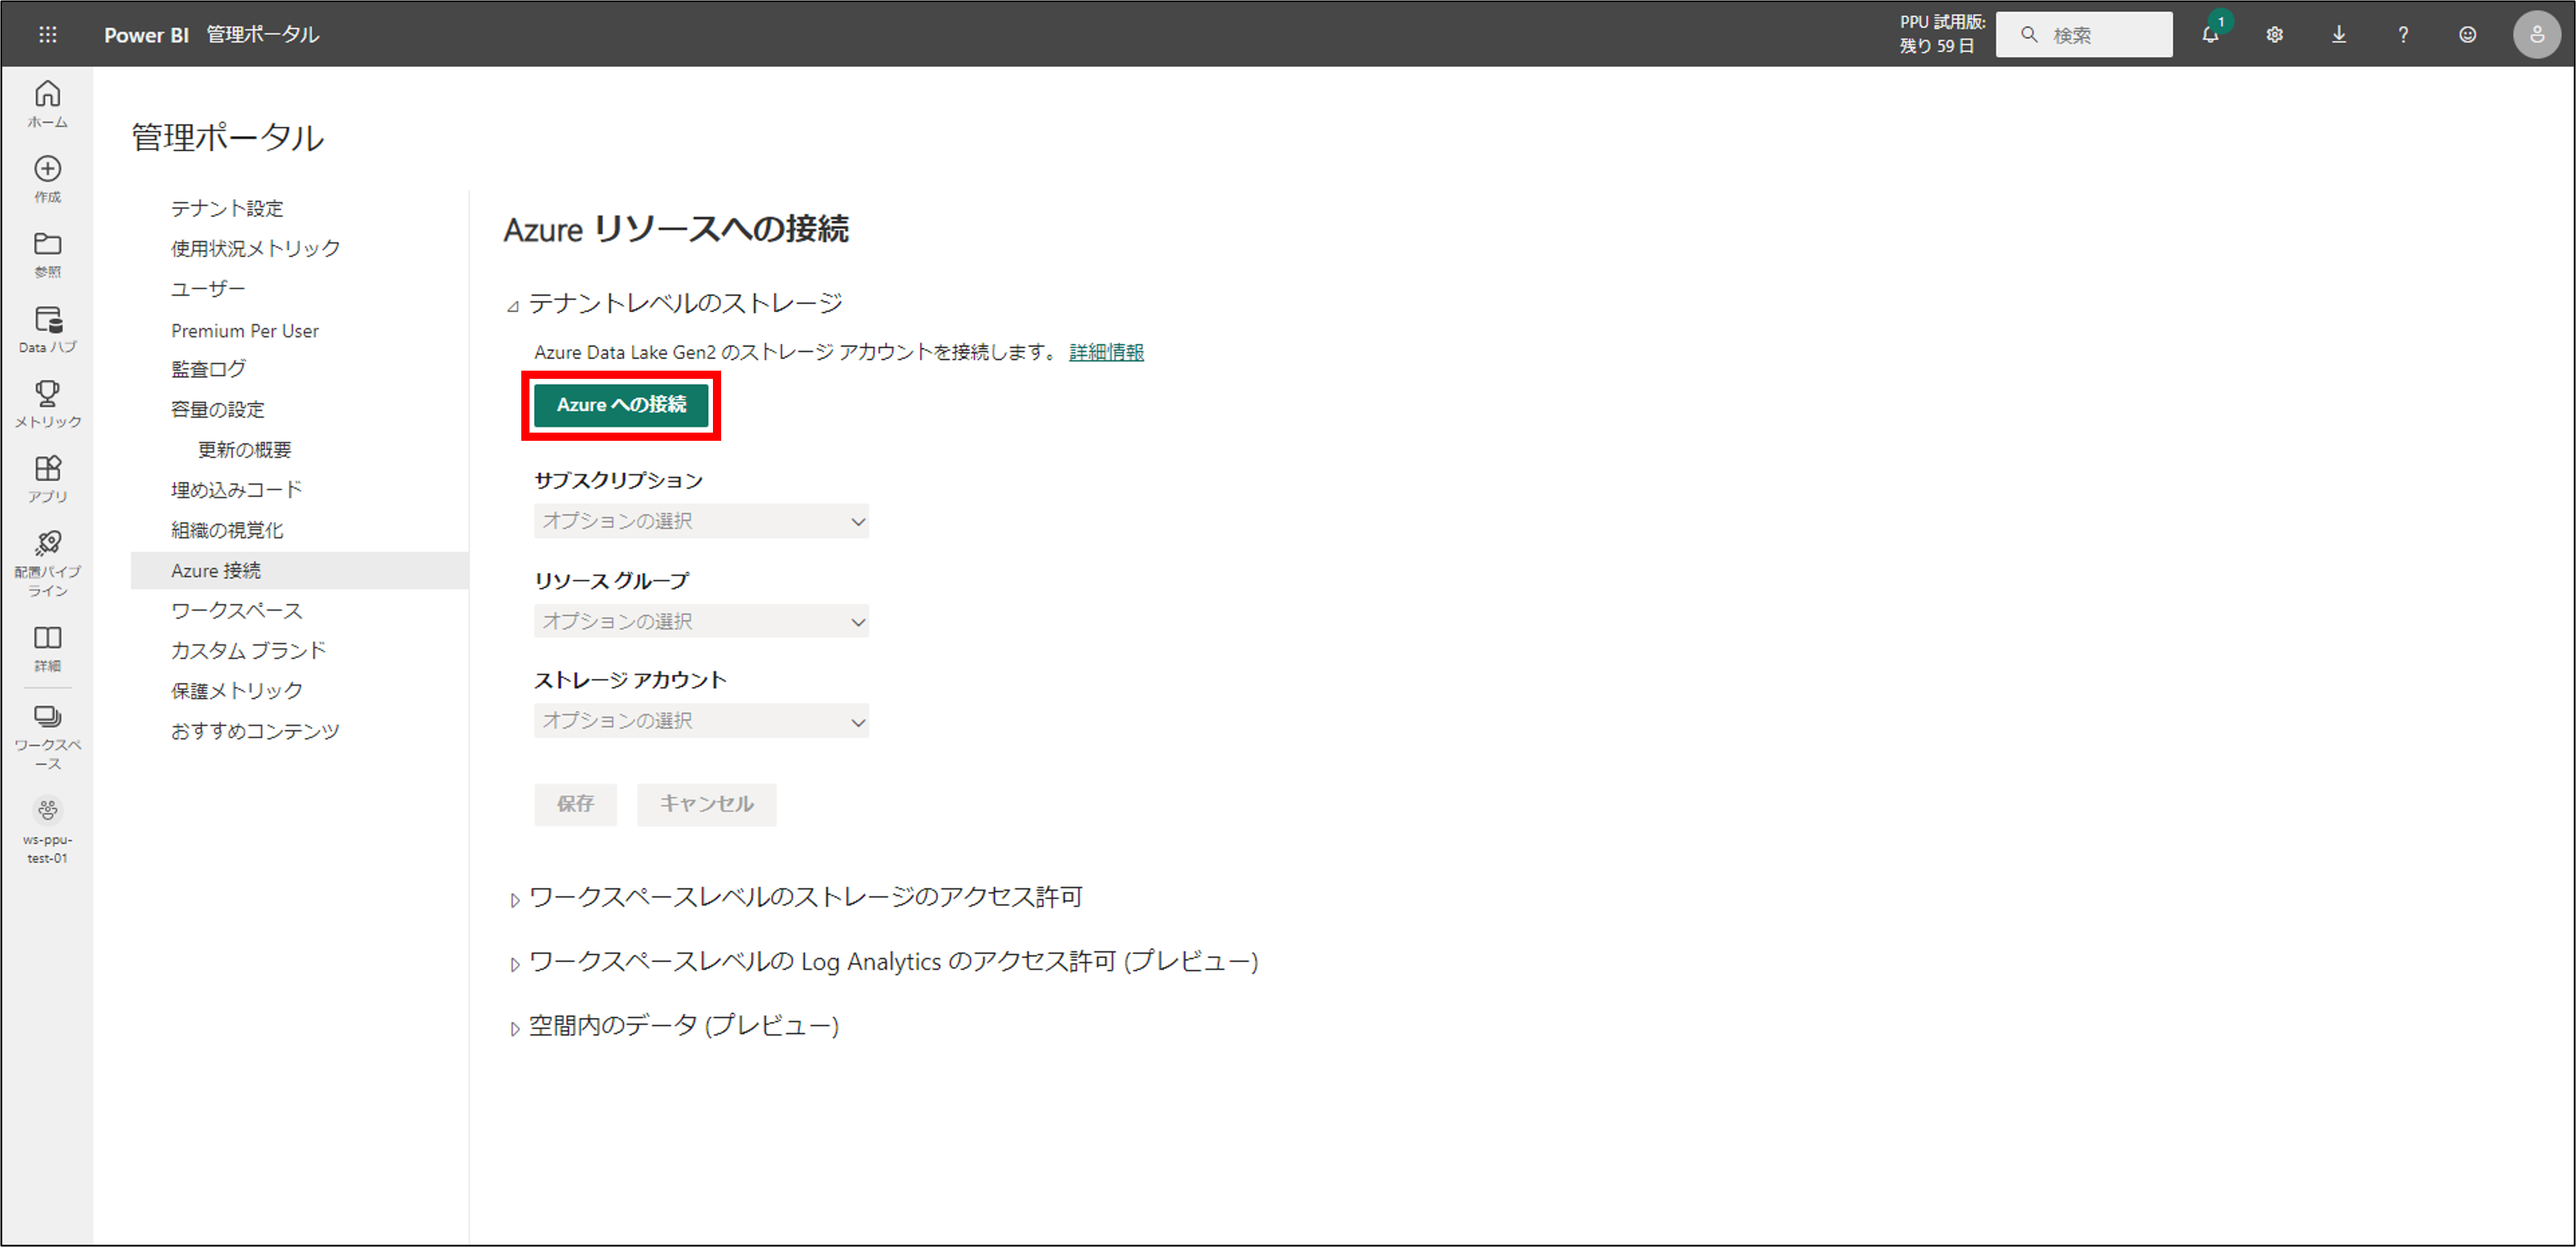 Power BI 管理ポータル
PPU 試用版:
残り 59 日
検索
1
ホーム
作成
参照
Data ハブ
メトリック
アプリ
配置パイプ
ライン
詳細
ワークスペ
ース
ws-ppu-
test-01
管理ポータル
テナント設定
使用状況メトリック
ユーザー
Premium Per User
監査ログ
容量の設定
更新の概要
埋め込みコード
組織の視覚化
Azure 接続
ワークスペース
カスタム ブランド
保護メトリック
おすすめコンテンツ
Azure リソースへの接続
テナントレベルのストレージ
Azure Data Lake Gen2 のストレージ アカウントを接続します。 詳細情報
Azure への接続
サブスクリプション
オプションの選択
リソース グループ
オプションの選択
ストレージ アカウント
オプションの選択
保存 キャンセル
ワークスペースレベルのストレージのアクセス許可
ワークスペースレベルの Log Analytics のアクセス許可 (プレビュー)
空間内のデータ (プレビュー)